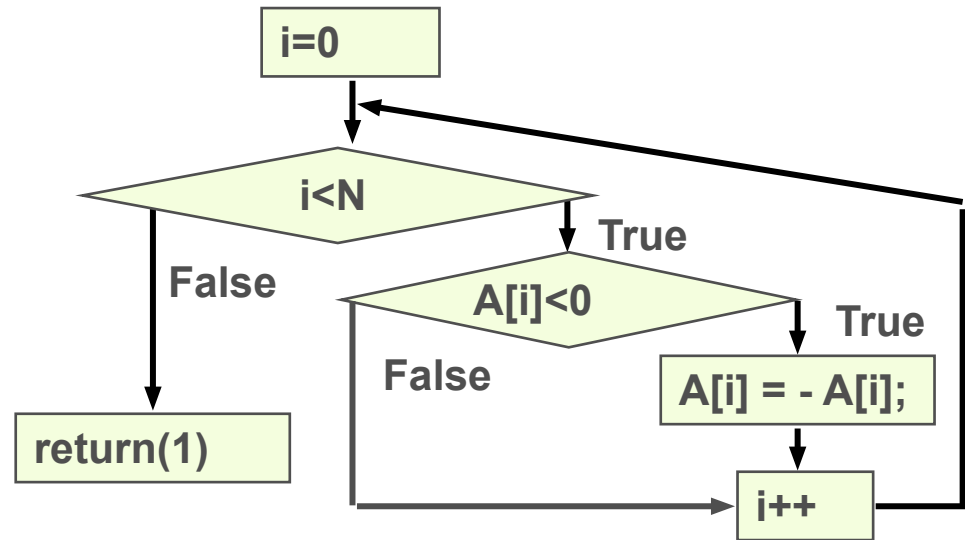 i=0
i<N
True
False
A[i]<0
True
False
A[i] = - A[i];
return(1)
i++